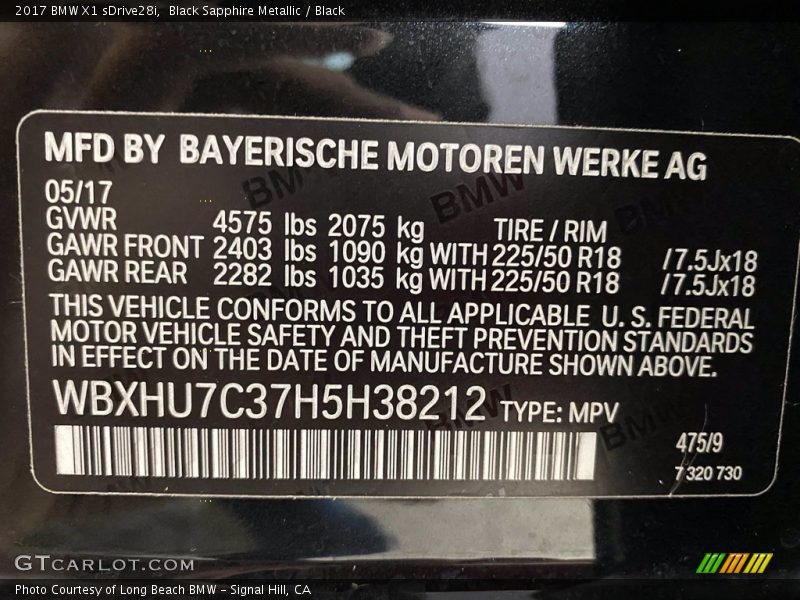 2017 BMW X1 sDrive28i, Black Sapphire Metallic / Black
MFD BY BAYERISCHE MOTOREN WERKE AG
05/17
GVWR 4575 lbs 2075 kg TIRE / RIM
GAWR FRONT 2403 lbs 1090 kg WITH 225/50 R18 /7.5Jx18
GAWR REAR 2282 lbs 1035 kg WITH 225/50 R18 /7.5Jx18
THIS VEHICLE CONFORMS TO ALL APPLICABLE U. S. FEDERAL
MOTOR VEHICLE SAFETY AND THEFT PREVENTION STANDARDS
IN EFFECT ON THE DATE OF MANUFACTURE SHOWN ABOVE.
WBXHU7C37H5H38212 TYPE: MPV
475/9
7 320 730
GTCARLOT.COM
Photo Courtesy of Long Beach BMW - Signal Hill, CA